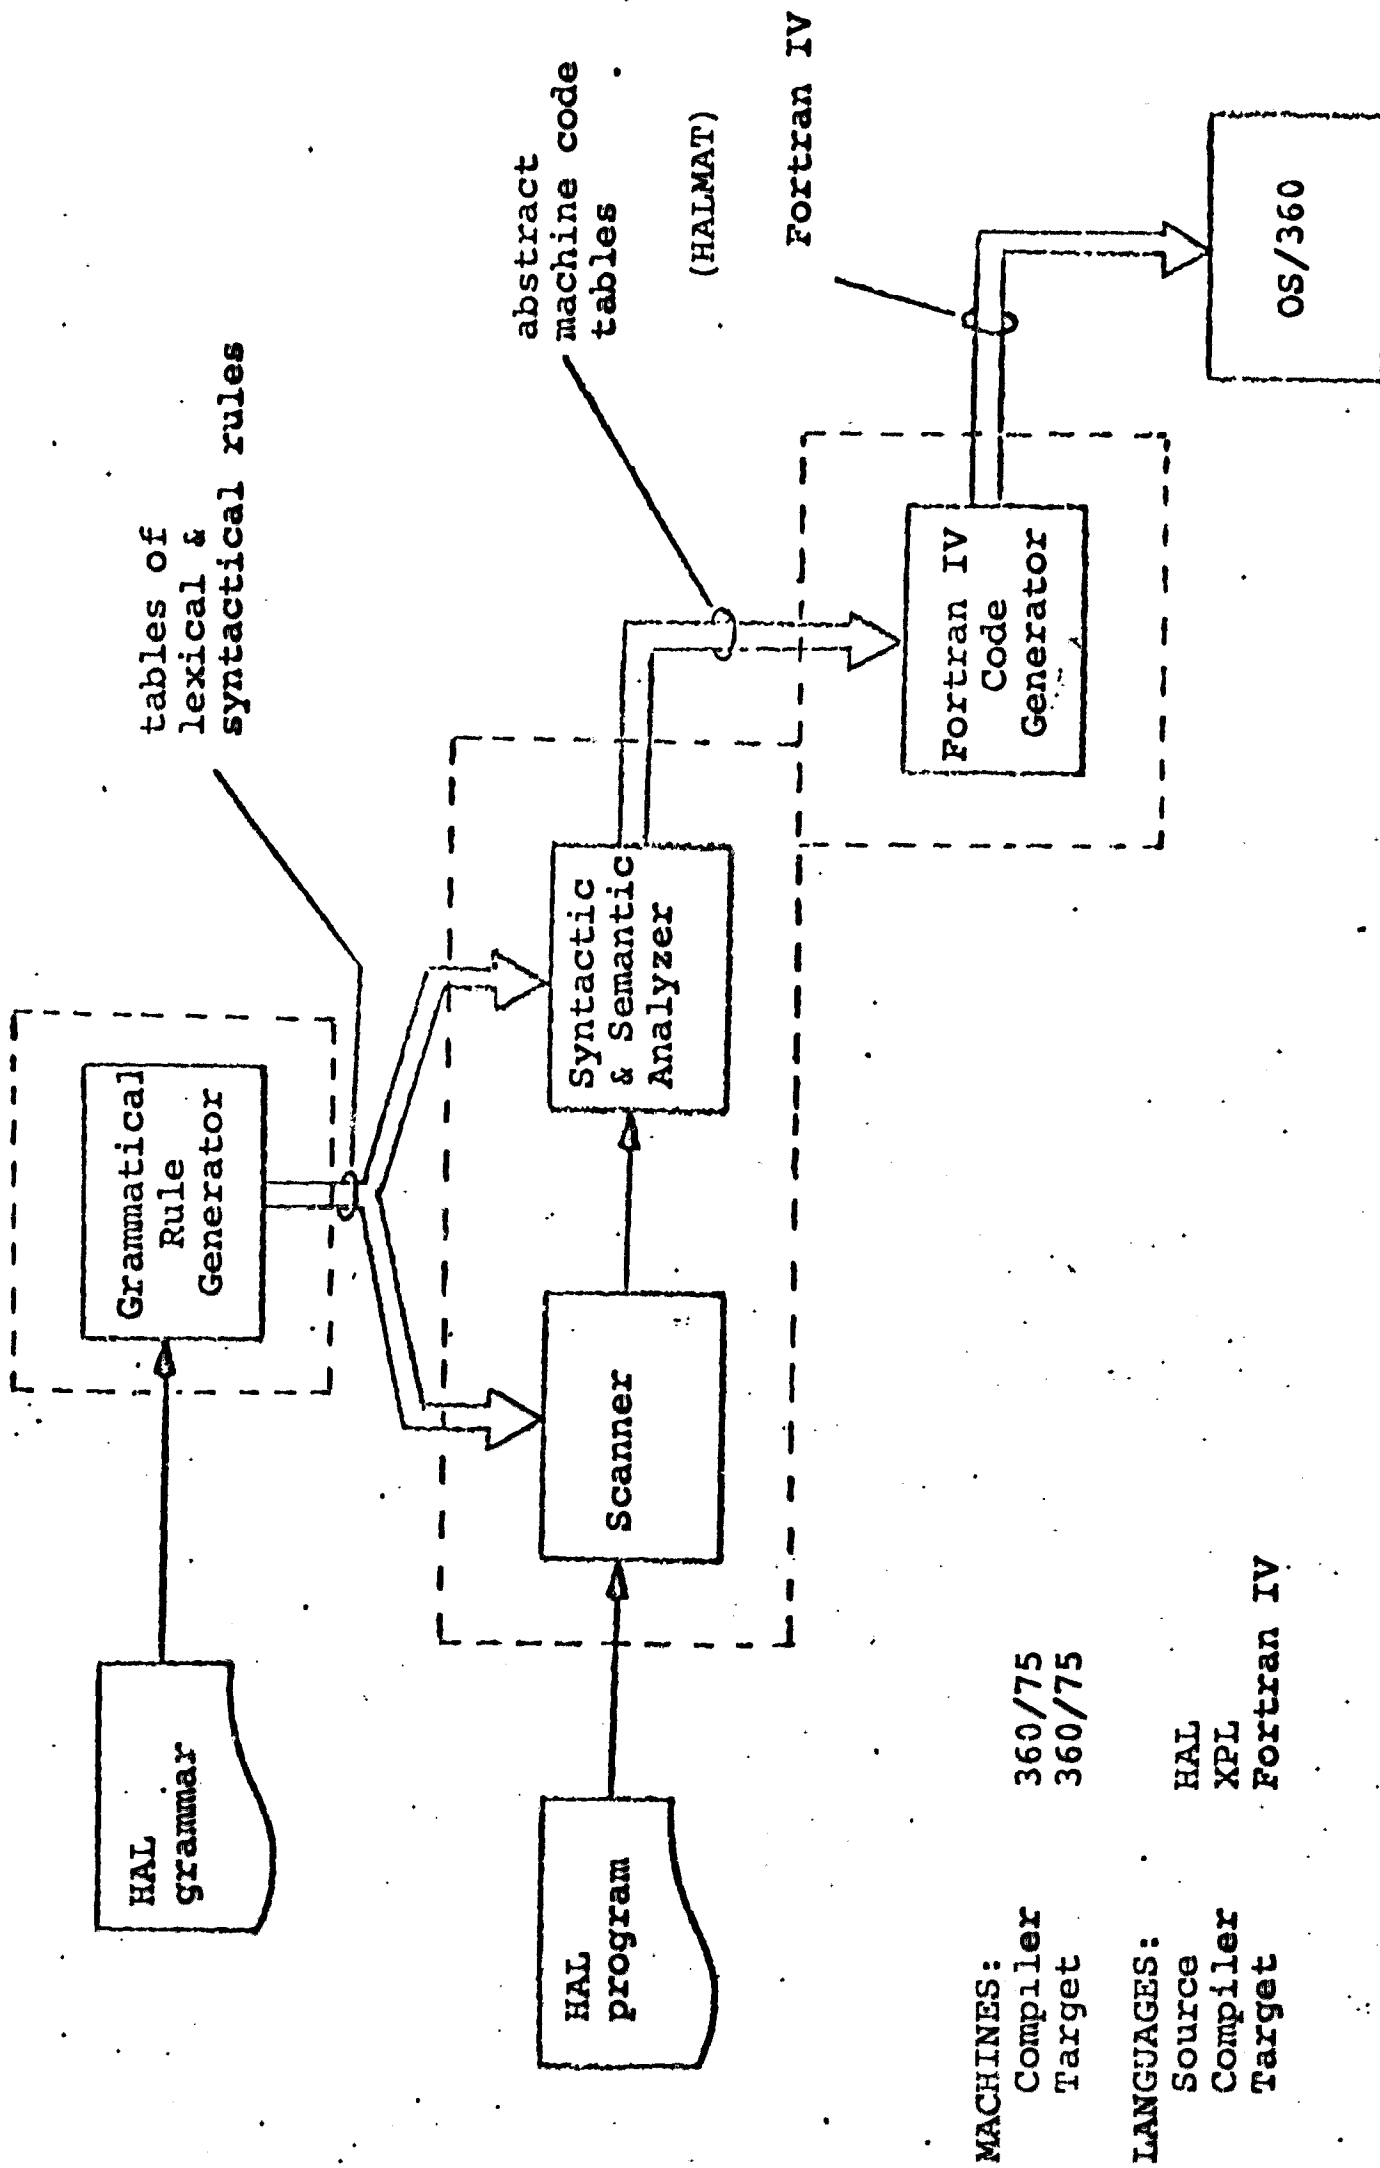 HAL
grammar
Grammatical
Rule
Generator
tables of
lexical &
syntactical rules
HAL
program
Scanner
Syntactic
& Semantic
Analyzer
abstract
machine code
tables
(HALMAT)
Fortran IV
Fortran IV
Code
Generator
OS/360
MACHINES:
Compiler 360/75
Target 360/75
LANGUAGES:
Source HAL
Compiler XPL
Target Fortran IV